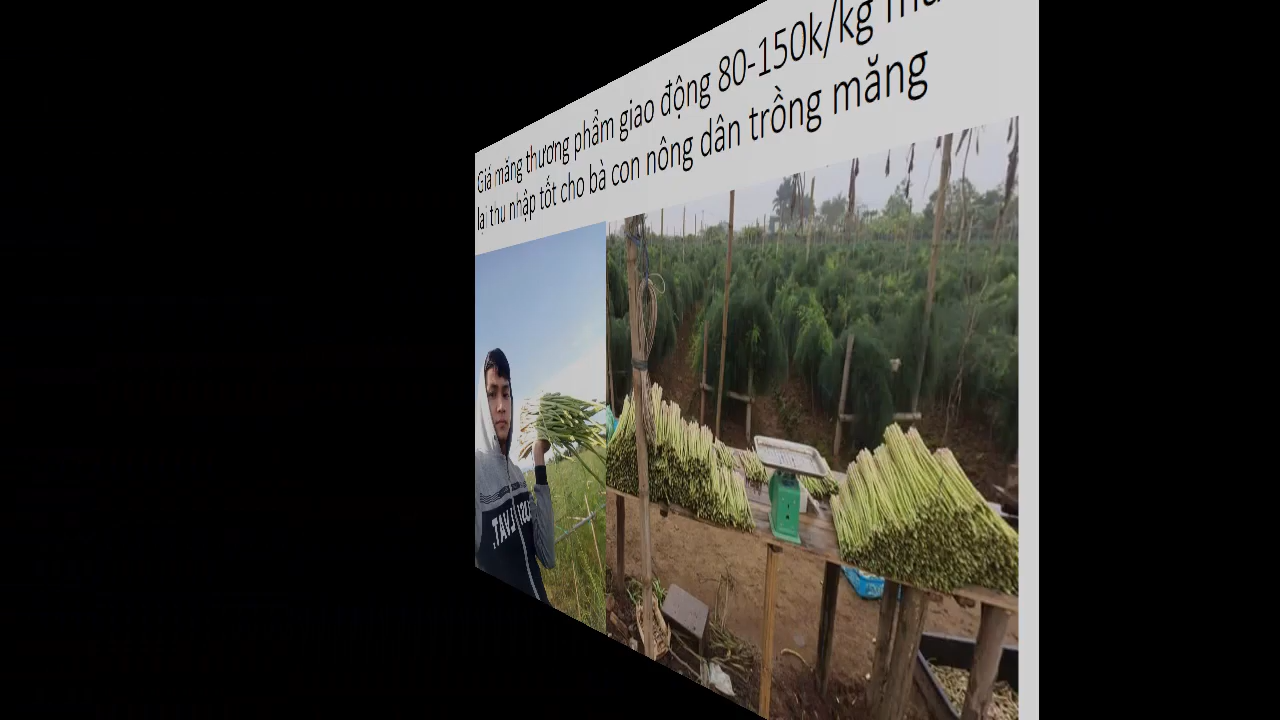 Giá măng thương phẩm giao động 80-150k/kg
lại thu nhập tốt cho bà con nông dân trồng măng